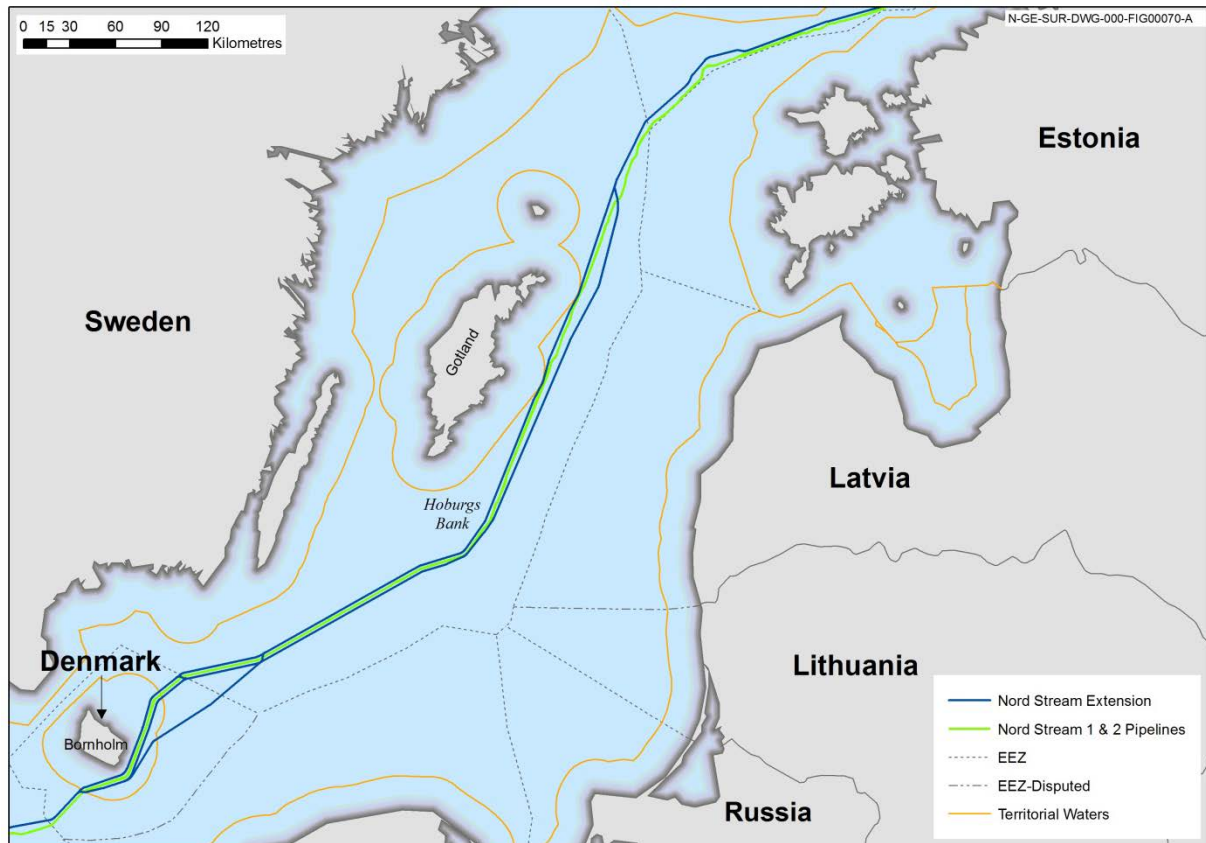 0 15 30 60 90 120
Kilometres
N-GE-SUR-DWG-000-FIG00070-A
Estonia
Sweden
Gotland
Latvia
Hoburgs
Bank
Denmark
Lithuania
Bornholm
Russia
Nord Stream Extension
Nord Stream 1 & 2 Pipelines
EEZ
EEZ-Disputed
Territorial Waters